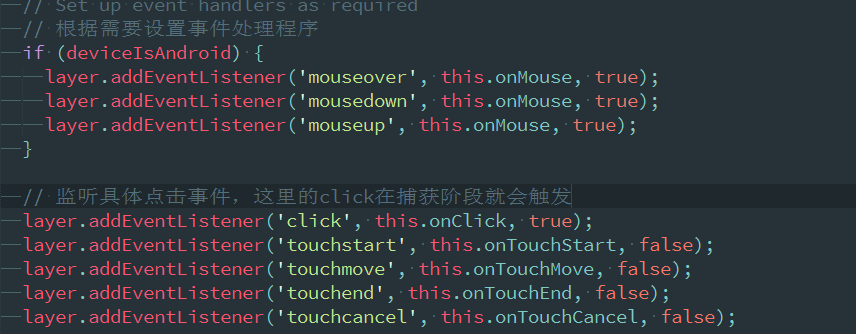 // Set up event handlers as required
// 根据需要设置事件处理程序
if (deviceIsAndroid) {
layer.addEventListener('mouseover', this.onMouse, true);
layer.addEventListener('mousedown', this.onMouse, true);
layer.addEventListener('mouseup', this.onMouse, true);
}
// 监听具体点击事件，这里的click在捕获阶段就会触发
layer.addEventListener('click', this.onClick, true);
layer.addEventListener('touchstart', this.onTouchStart, false);
layer.addEventListener('touchmove', this.onTouchMove, false);
layer.addEventListener('touchend', this.onTouchEnd, false);
layer.addEventListener('touchcancel', this.onTouchCancel, false);